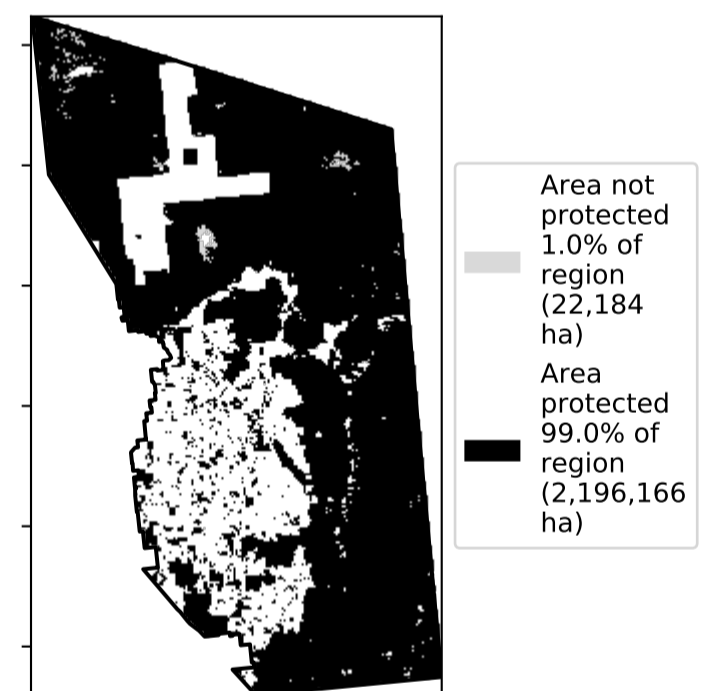 Area not
protected
1.0% of
region
(22,184
ha)
Area
protected
99.0% of
region
(2,196,166
ha)